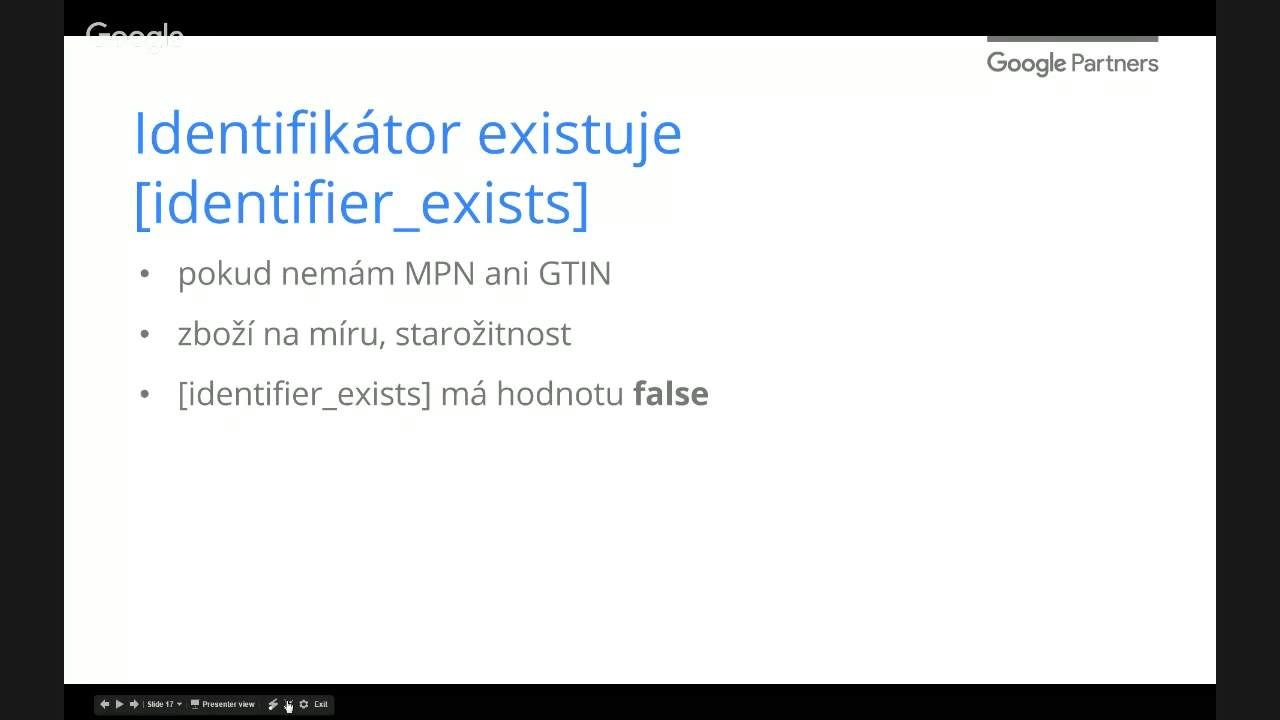 Google
Google Partners
Identifikátor existuje
[identifier_exists]
• pokud nemám MPN ani GTIN
• zboží na míru, starožitnost
• [identifier_exists] má hodnotu false
Slide 17
Presenter view
Exit